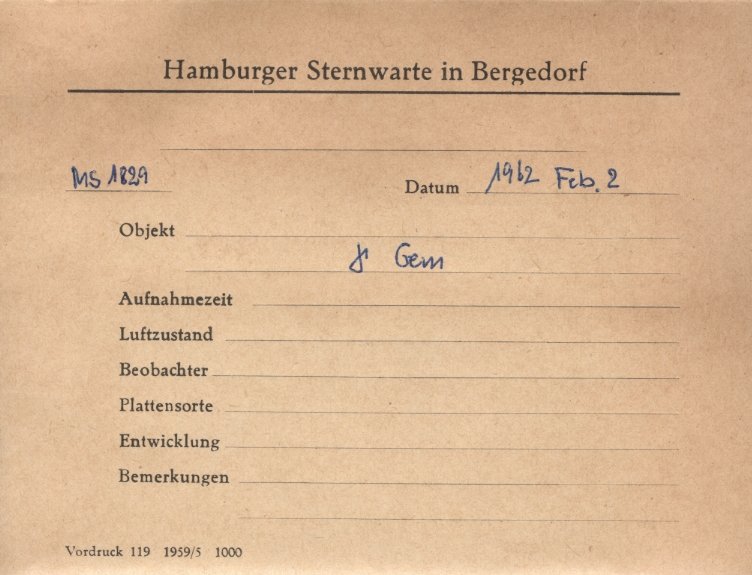 Hamburger Sternwarte in Bergedorf
MS 1829 Datum 1962 Feb. 2
Objekt
Gem
Aufnahmezeit
Luftzustand
Beobachter
Plattensorte
Entwicklung
Bemerkungen
Vordruck 119 1959/5 1000